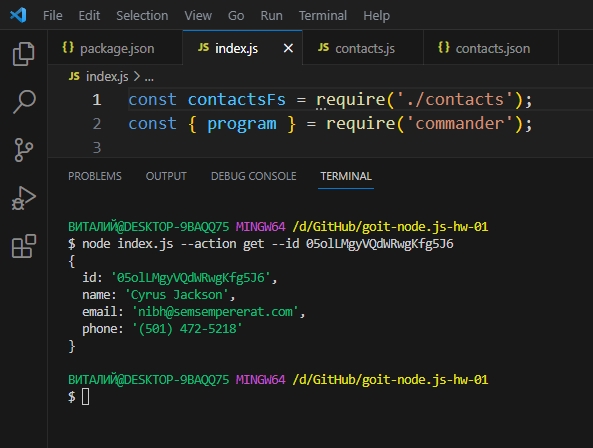 File Edit Selection View Go Run Terminal Help
{} package.json JS index.js × JS contacts.js {} contacts.json
JS index.js > ...
1 const contactsFs = require('./contacts');
2 const { program } = require('commander');
3
PROBLEMS OUTPUT DEBUG CONSOLE TERMINAL
ВИТАЛИЙ@DESKTOP-9BAQQ75 MINGW64 /d/GitHub/goit-node.js-hw-01
$ node index.js --action get --id 05olLMgyVQdWRwgKfg5J6
{
id: '05olLMgyVQdWRwgKfg5J6',
name: 'Cyrus Jackson',
email: 'nibh@semsempererat.com',
phone: '(501) 472-5218'
}
ВИТАЛИЙ@DESKTOP-9BAQQ75 MINGW64 /d/GitHub/goit-node.js-hw-01
$